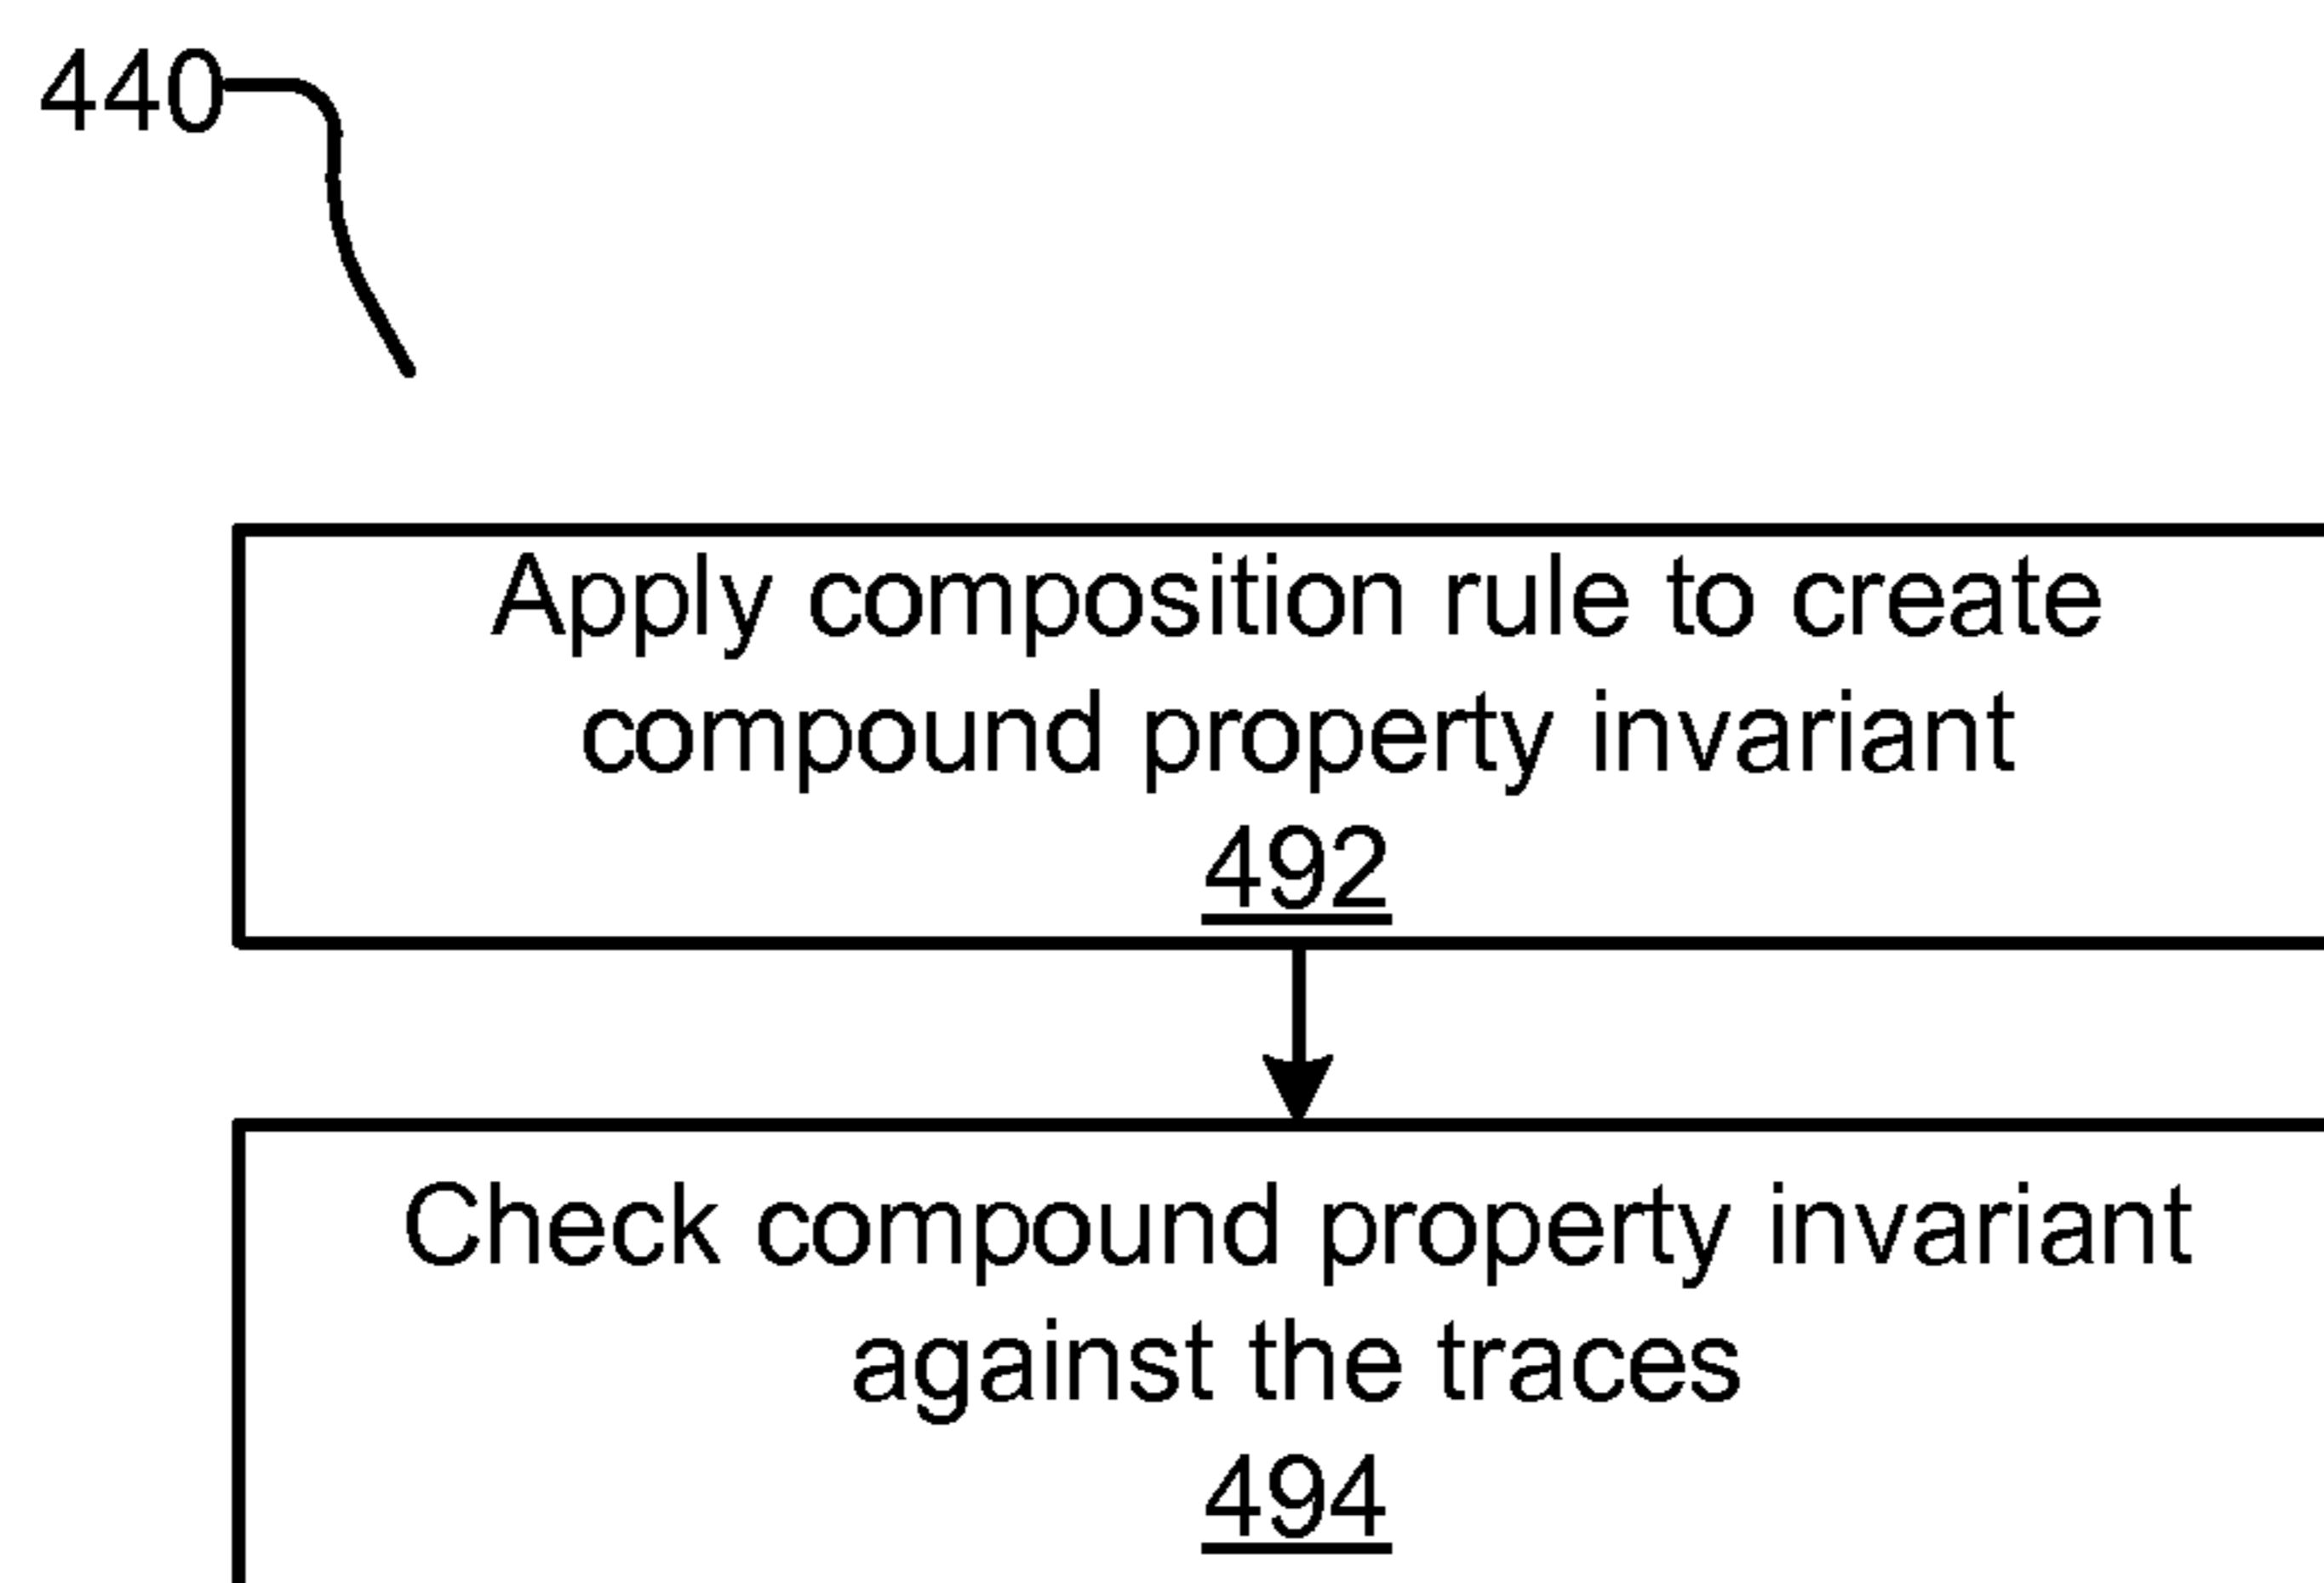 440
Apply composition rule to create
compound property invariant
492
Check compound property invariant
against the traces
494